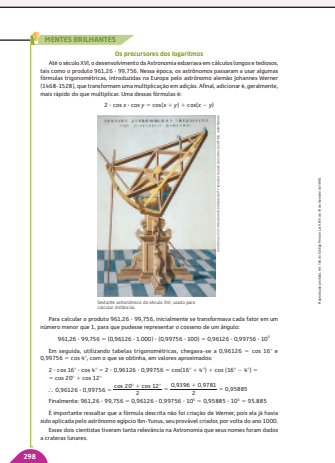 MENTES BRILHANTES
Os precursores dos logaritmos
Até o século XVI, o desenvolvimento da Astronomia esbarrava em cálculos longos e tediosos,
tais como o produto 961,26 · 99,756. Nessa época, os astrônomos passaram a usar algumas
fórmulas trigonométricas, introduzidas na Europa pelo astrônomo alemão Johannes Werner
(1468-1528), que transformam uma multiplicação em adição. Afinal, adicionar é, geralmente,
mais rápido do que multiplicar. Uma dessas fórmulas é:
2 · cos x · cos y = cos(x + y) + cos(x − y)
Sextante astronômico do século XVI, usado para
calcular distâncias.
Para calcular o produto 961,26 · 99,756, inicialmente se transformava cada fator em um
número menor que 1, para que pudesse representar o cosseno de um ângulo:
961,26 · 99,756 = (0,96126 · 1.000) · (0,99756 · 100) = 0,96126 · 0,99756 · 10⁵
Em seguida, utilizando tabelas trigonométricas, chegava-se a 0,96126 = cos 16° e
0,99756 = cos 4°, com o que se obtinha, em valores aproximados:
2 · cos 16° · cos 4° = 2 · 0,96126 · 0,99756 = cos(16° + 4°) + cos (16° − 4°) =
= cos 20° + cos 12°
∴ 0,96126 · 0,99756 = (cos 20° + cos 12°)/2 = (0,9396 + 0,9781)/2 = 0,95885
Finalmente: 961,26 · 99,756 = 0,96126 · 0,99756 · 10⁵ = 0,95885 · 10⁵ = 95.885
É importante ressaltar que a fórmula descrita não foi criação de Werner, pois ela já havia
sido aplicada pelo astrônomo egípcio Ibn-Yunus, seu provável criador, por volta do ano 1000.
Esses dois cientistas tiveram tanta relevância na Astronomia que seus nomes foram dados
a crateras lunares.
298